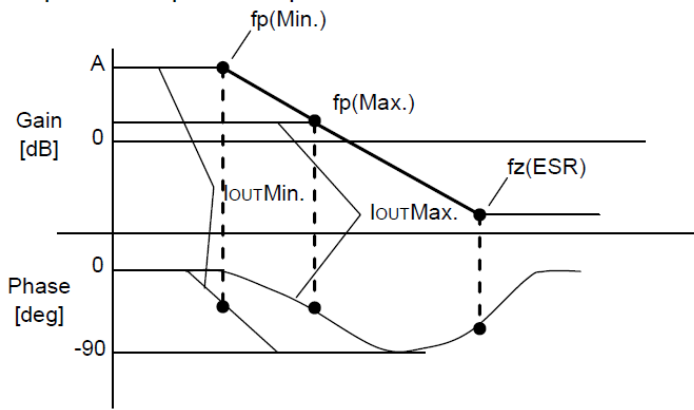 fp(Min.)
A
fp(Max.)
Gain
[dB]
0
fz(ESR)
IOUTMin.
IOUTMax.
0
Phase
[deg]
-90